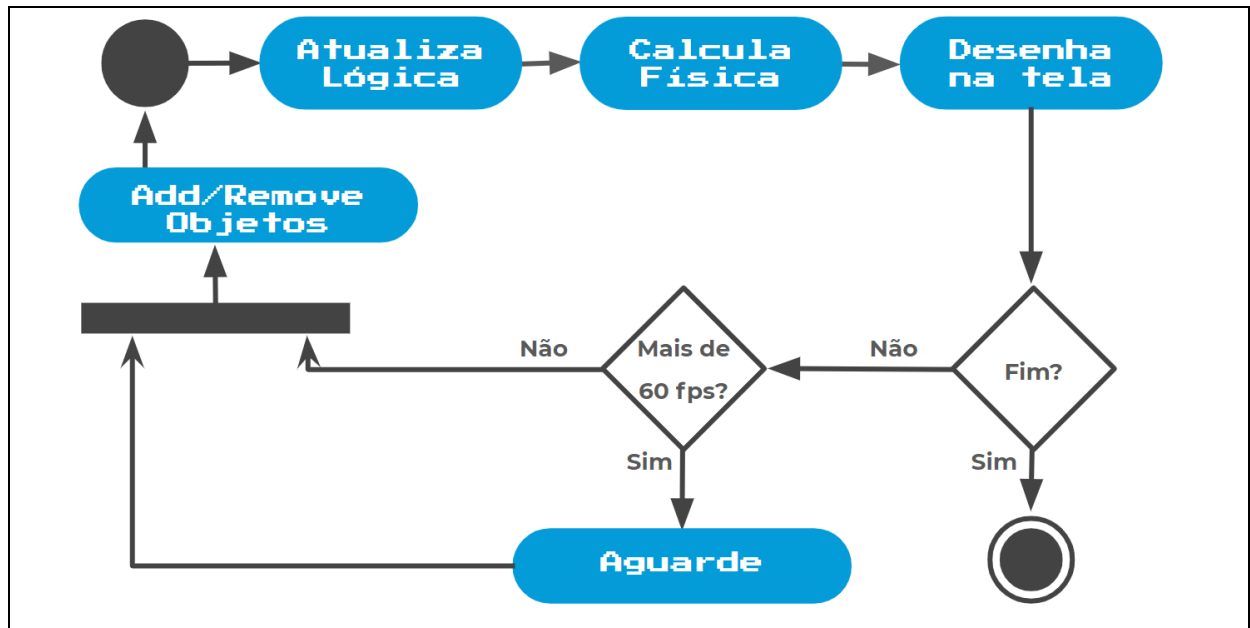 Atualiza
Lógica
Calcula
Física
Desenha
na tela
Add/Remove
Objetos
Não
Mais de
60 fps?
Não
Fim?
Sim
Sim
Aguarde